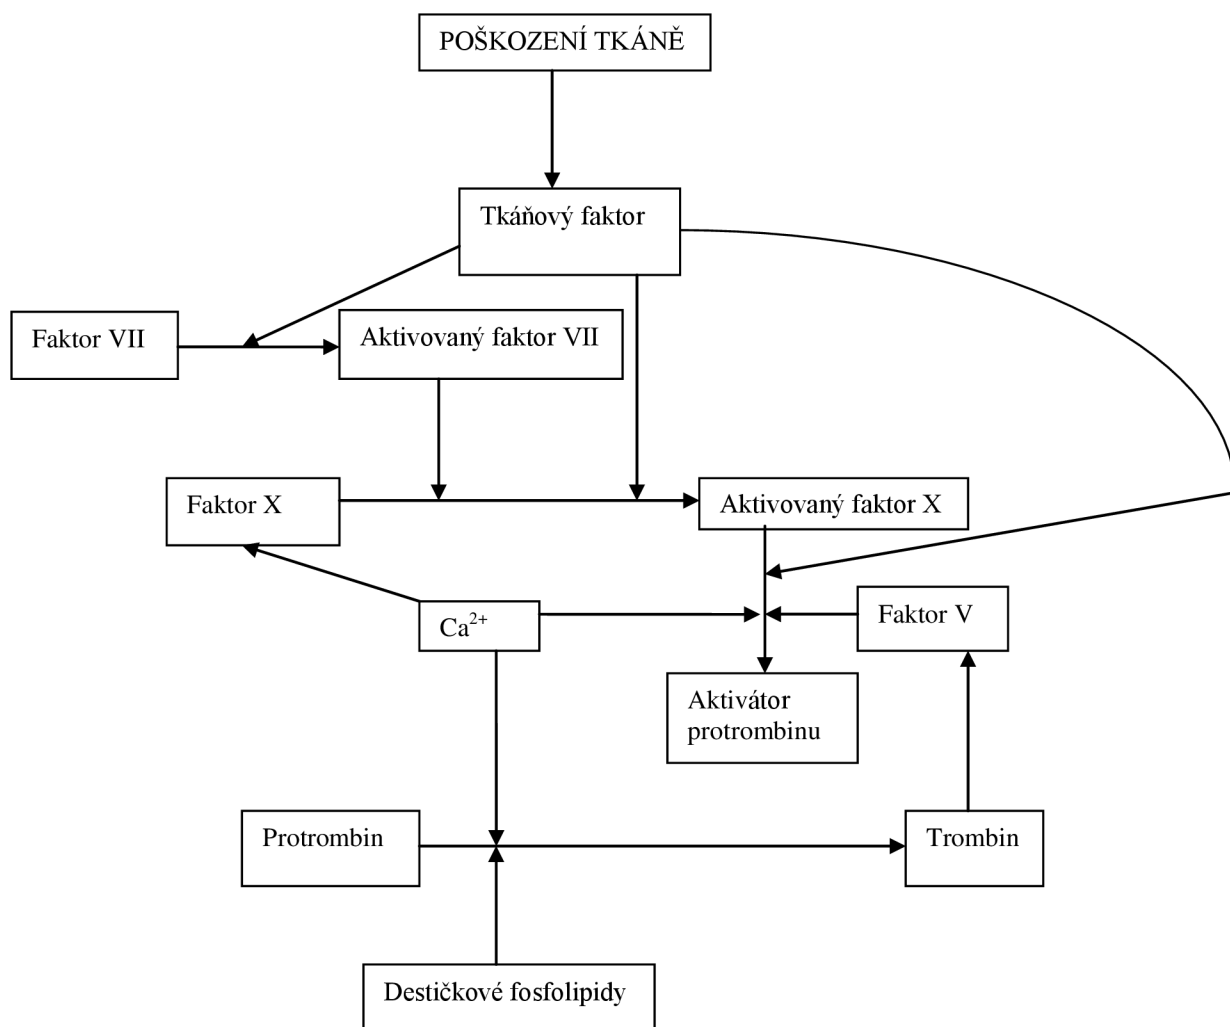 POŠKOZENÍ TKÁNĚ
Tkáňový faktor
Faktor VII
Aktivovaný faktor VII
Faktor X
Aktivovaný faktor X
Ca²⁺
Faktor V
Aktivátor
protrombinu
Protrombin
Trombin
Destičkové fosfolipidy